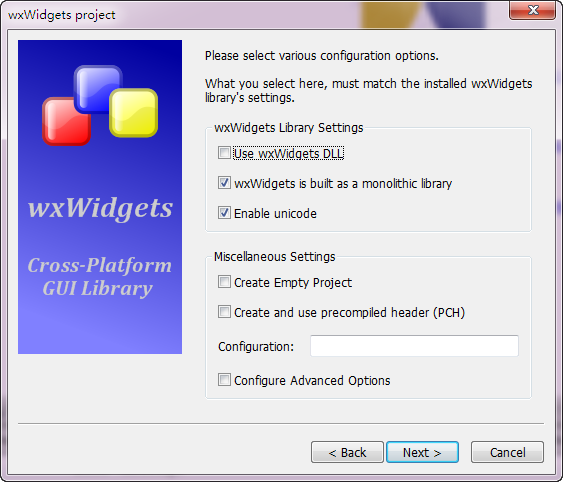 wxWidgets project
Please select various configuration options.
What you select here, must match the installed wxWidgets
library's settings.
wxWidgets Library Settings
Use wxWidgets DLL
wxWidgets is built as a monolithic library
Enable unicode
wxWidgets
Cross-Platform
GUI Library
Miscellaneous Settings
Create Empty Project
Create and use precompiled header (PCH)
Configuration:
Configure Advanced Options
< Back
Next >
Cancel